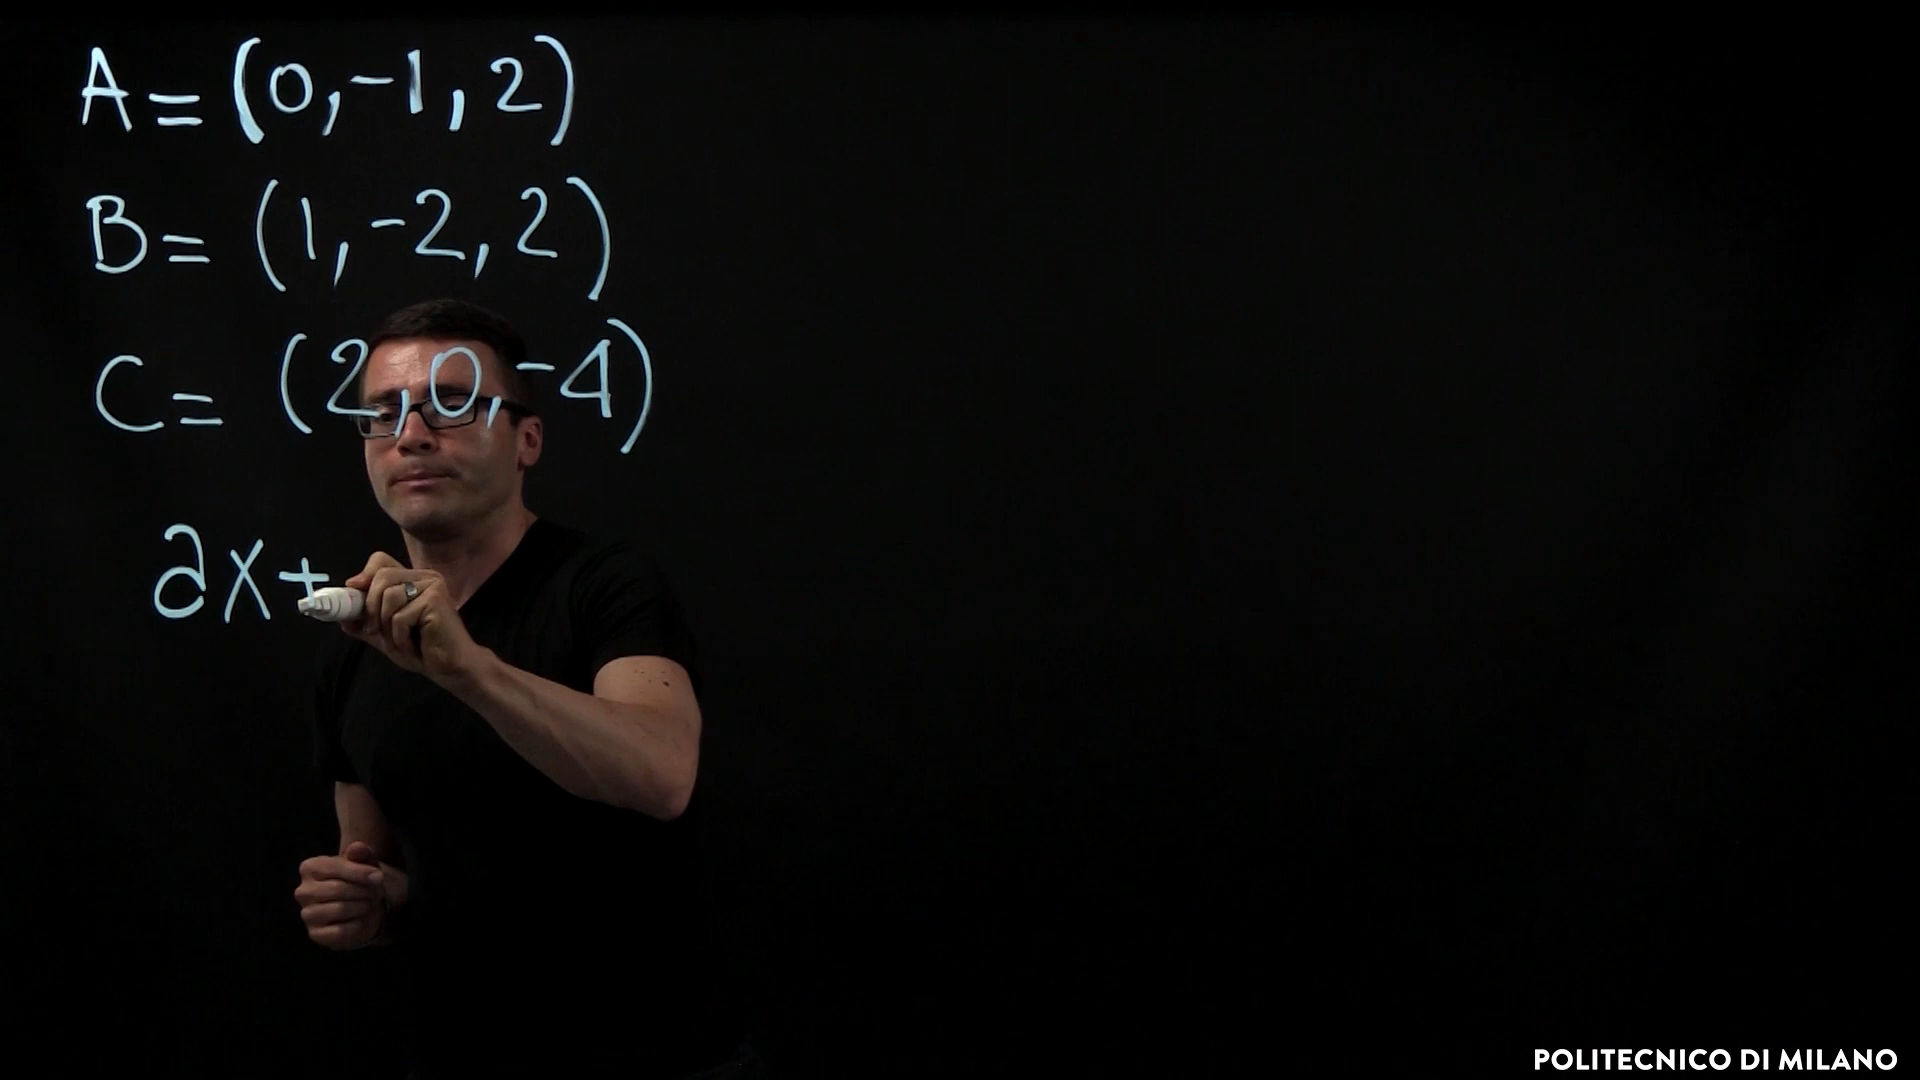 A = (0, -1, 2)
B = (1, -2, 2)
C = (2, 0, -4)
ax +
POLITECNICO DI MILANO